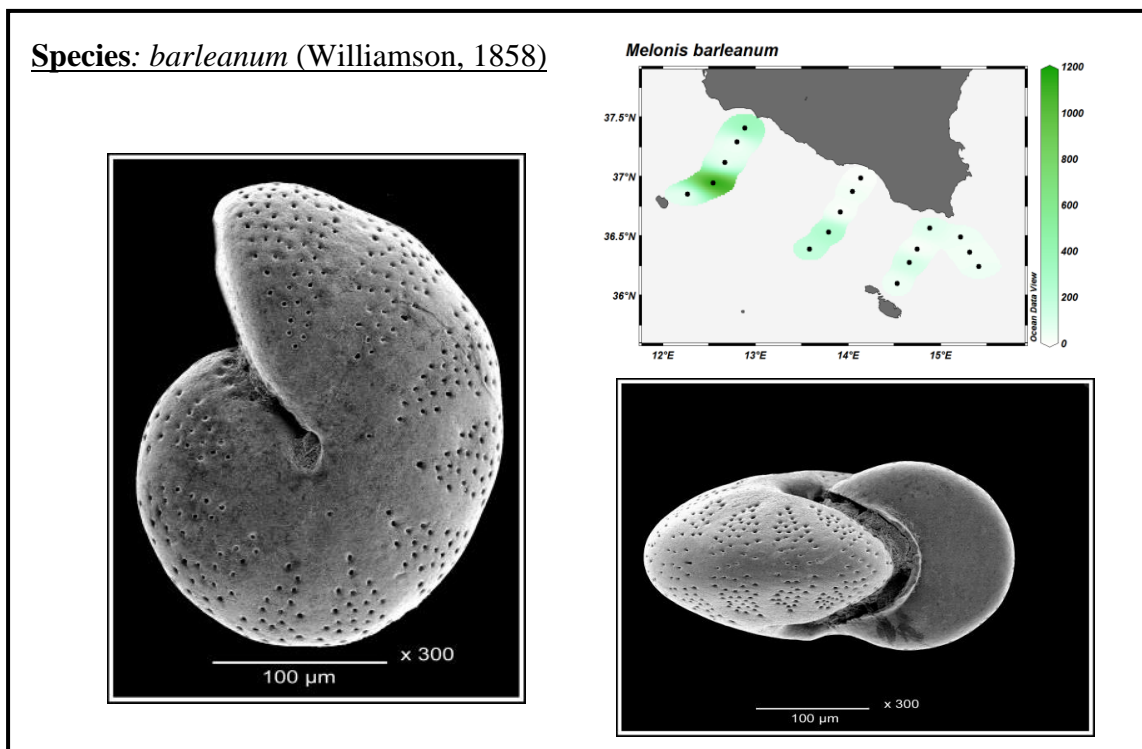 Species: barleanum (Williamson, 1858)
Melonis barleanum
37.5°N
37°N
36.5°N
36°N
12°E 13°E 14°E 15°E
1200
1000
800
600
400
200
0
Ocean Data View
x 300
100 µm
x 300
100 µm